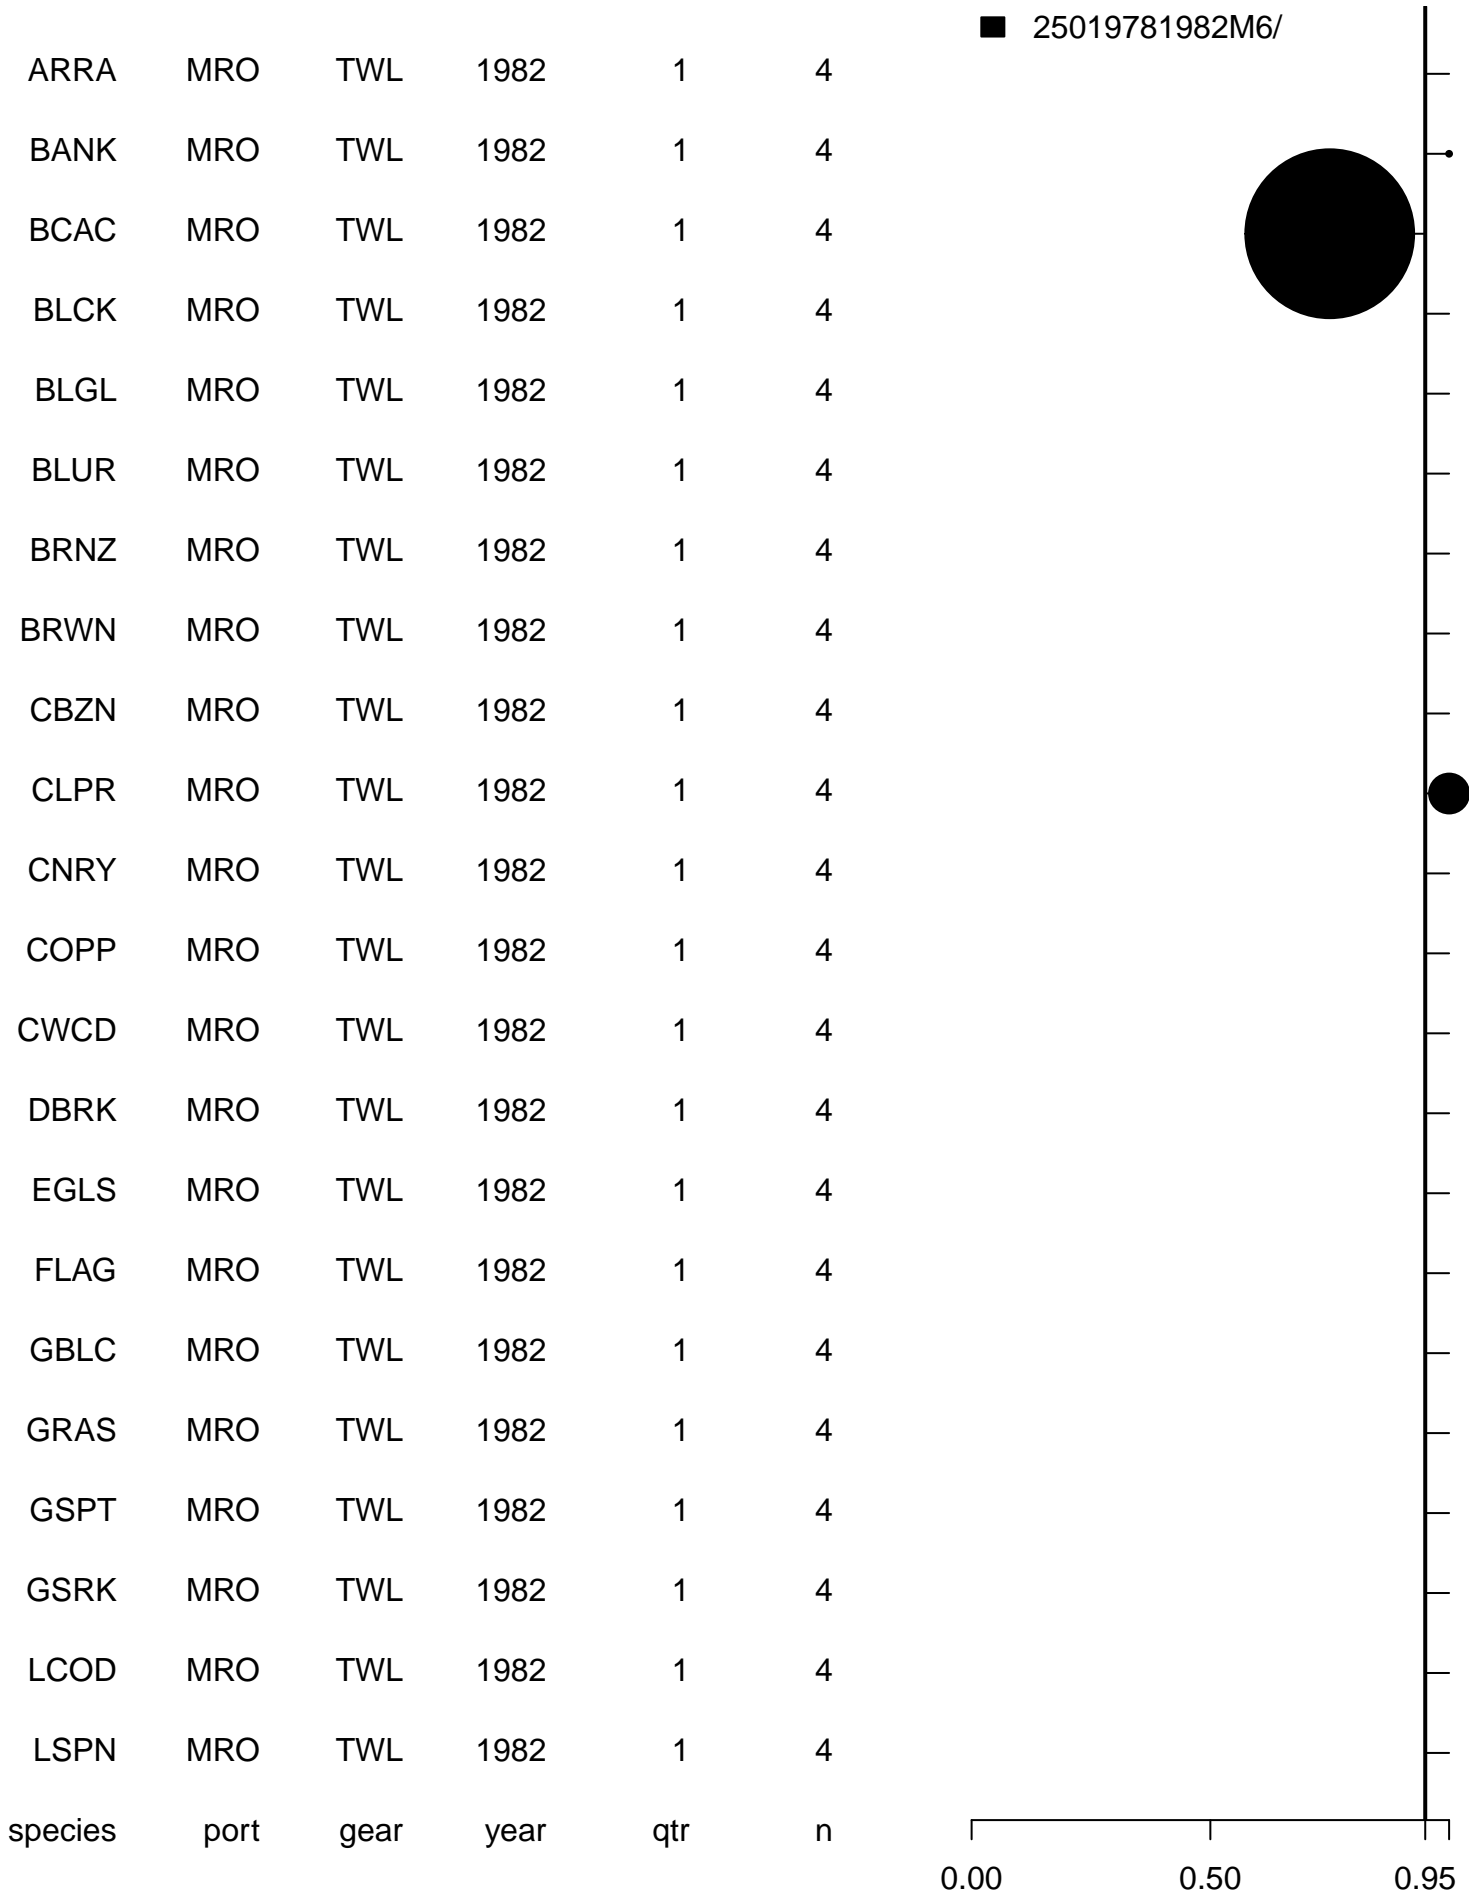 25019781982M6/
ARRA MRO TWL 1982 1 4
BANK MRO TWL 1982 1 4
BCAC MRO TWL 1982 1 4
BLCK MRO TWL 1982 1 4
BLGL MRO TWL 1982 1 4
BLUR MRO TWL 1982 1 4
BRNZ MRO TWL 1982 1 4
BRWN MRO TWL 1982 1 4
CBZN MRO TWL 1982 1 4
CLPR MRO TWL 1982 1 4
CNRY MRO TWL 1982 1 4
COPP MRO TWL 1982 1 4
CWCD MRO TWL 1982 1 4
DBRK MRO TWL 1982 1 4
EGLS MRO TWL 1982 1 4
FLAG MRO TWL 1982 1 4
GBLC MRO TWL 1982 1 4
GRAS MRO TWL 1982 1 4
GSPT MRO TWL 1982 1 4
GSRK MRO TWL 1982 1 4
LCOD MRO TWL 1982 1 4
LSPN MRO TWL 1982 1 4
species port gear year qtr n
0.00 0.50 0.95